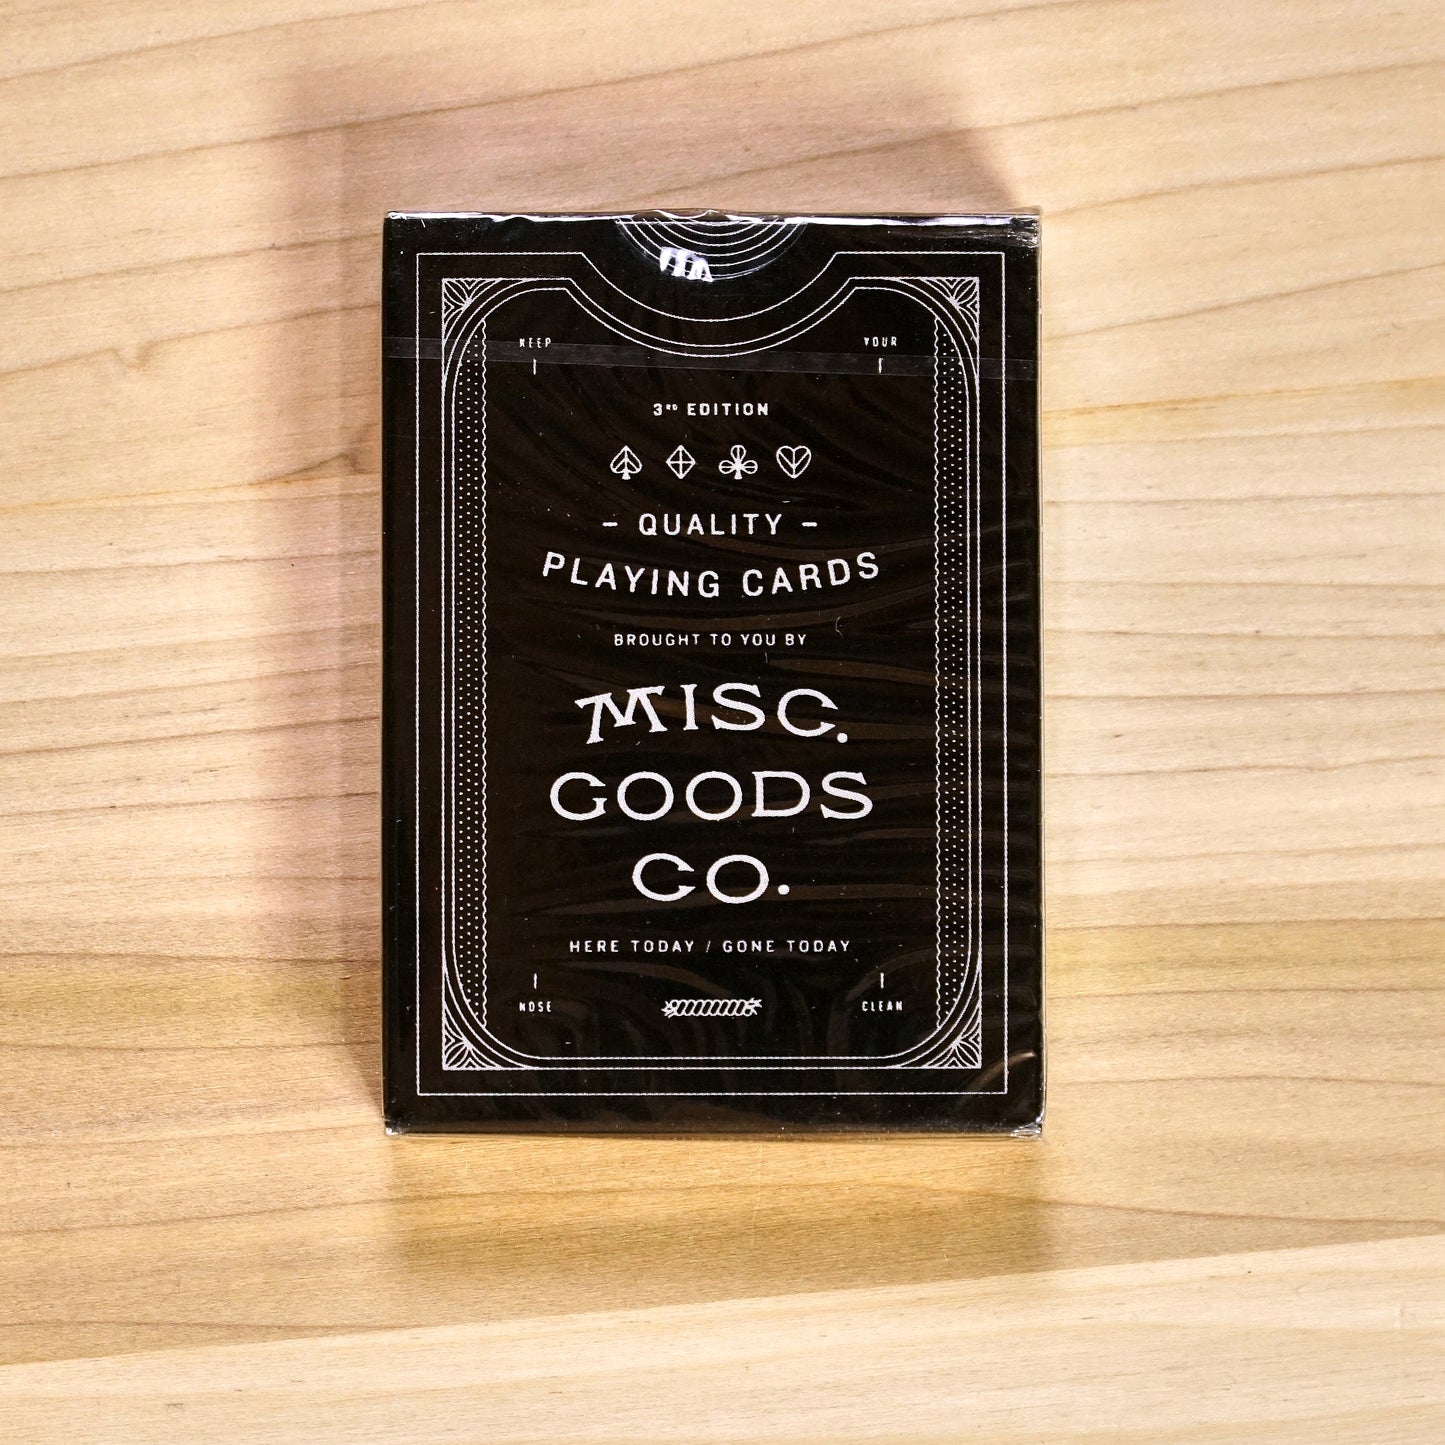 KEEP YOUR
3RD EDITION
- QUALITY -
PLAYING CARDS
BROUGHT TO YOU BY
MISC.
GOODS
CO.
HERE TODAY / GONE TODAY
NOSE CLEAN